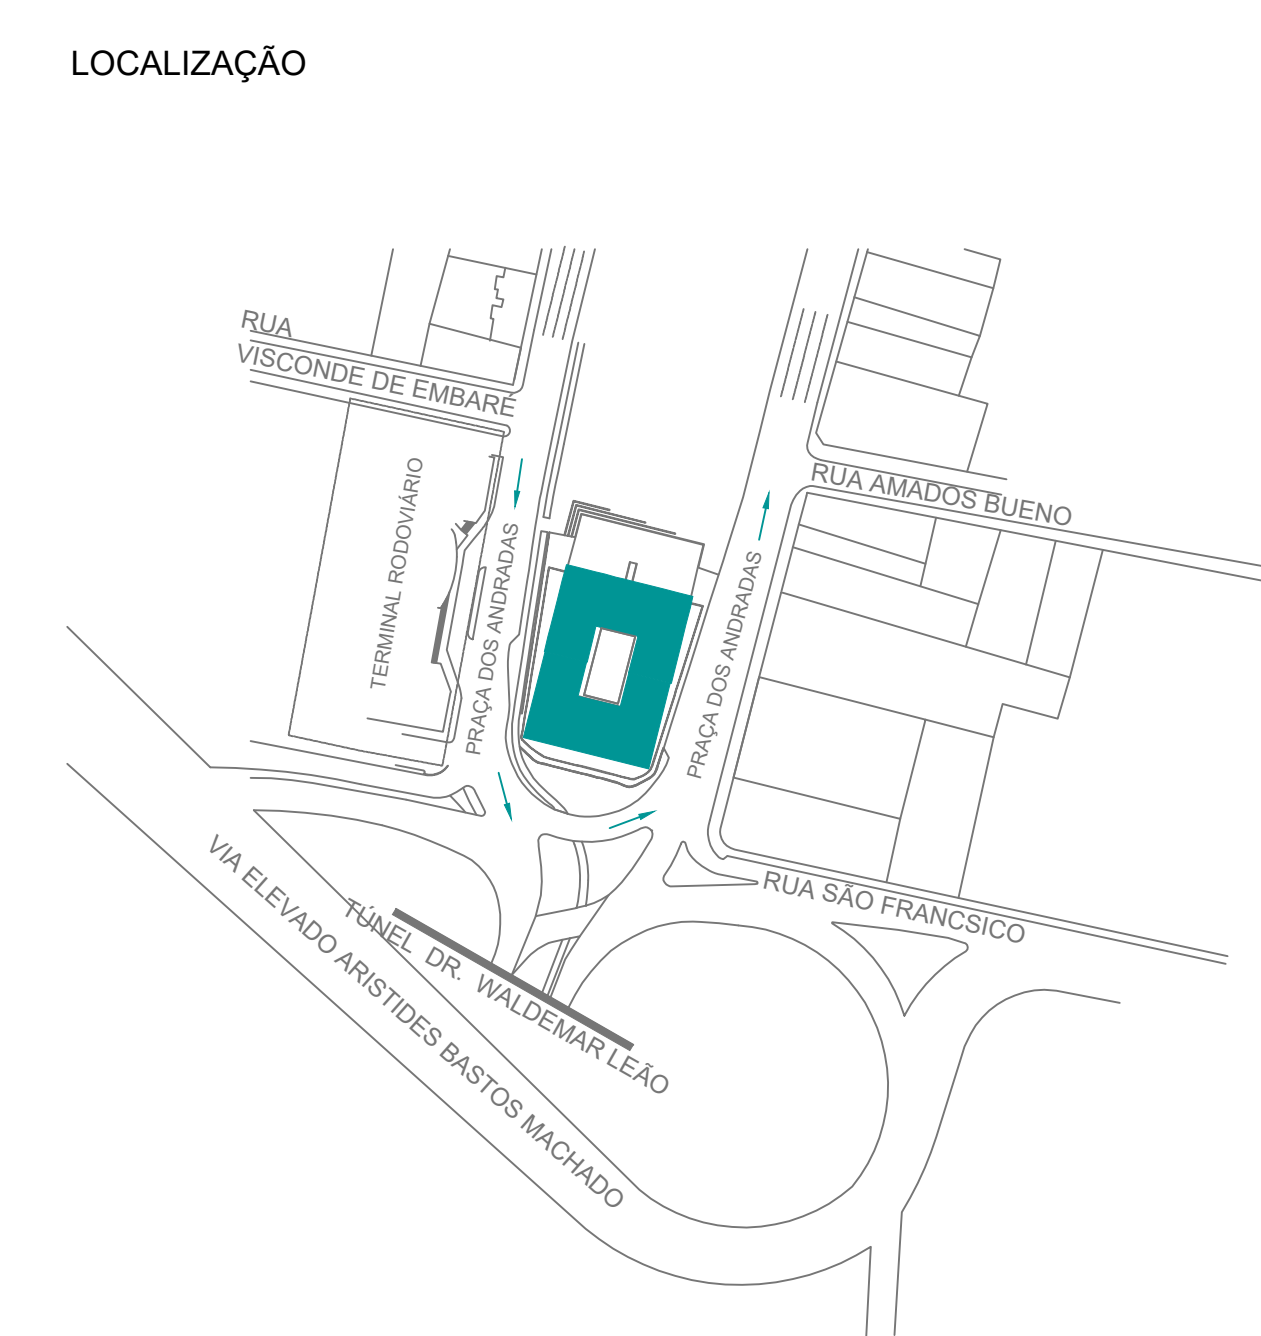 LOCALIZAÇÃO
RUA
VISCONDE DE EMBARÉ
TERMINAL RODOVIÁRIO
PRAÇA DOS ANDRADAS
PRAÇA DOS ANDRADAS
RUA AMADOS BUENO
RUA SÃO FRANCSICO
TÚNEL DR. WALDEMAR LEÃO
VIA ELEVADO ARISTIDES BASTOS MACHADO